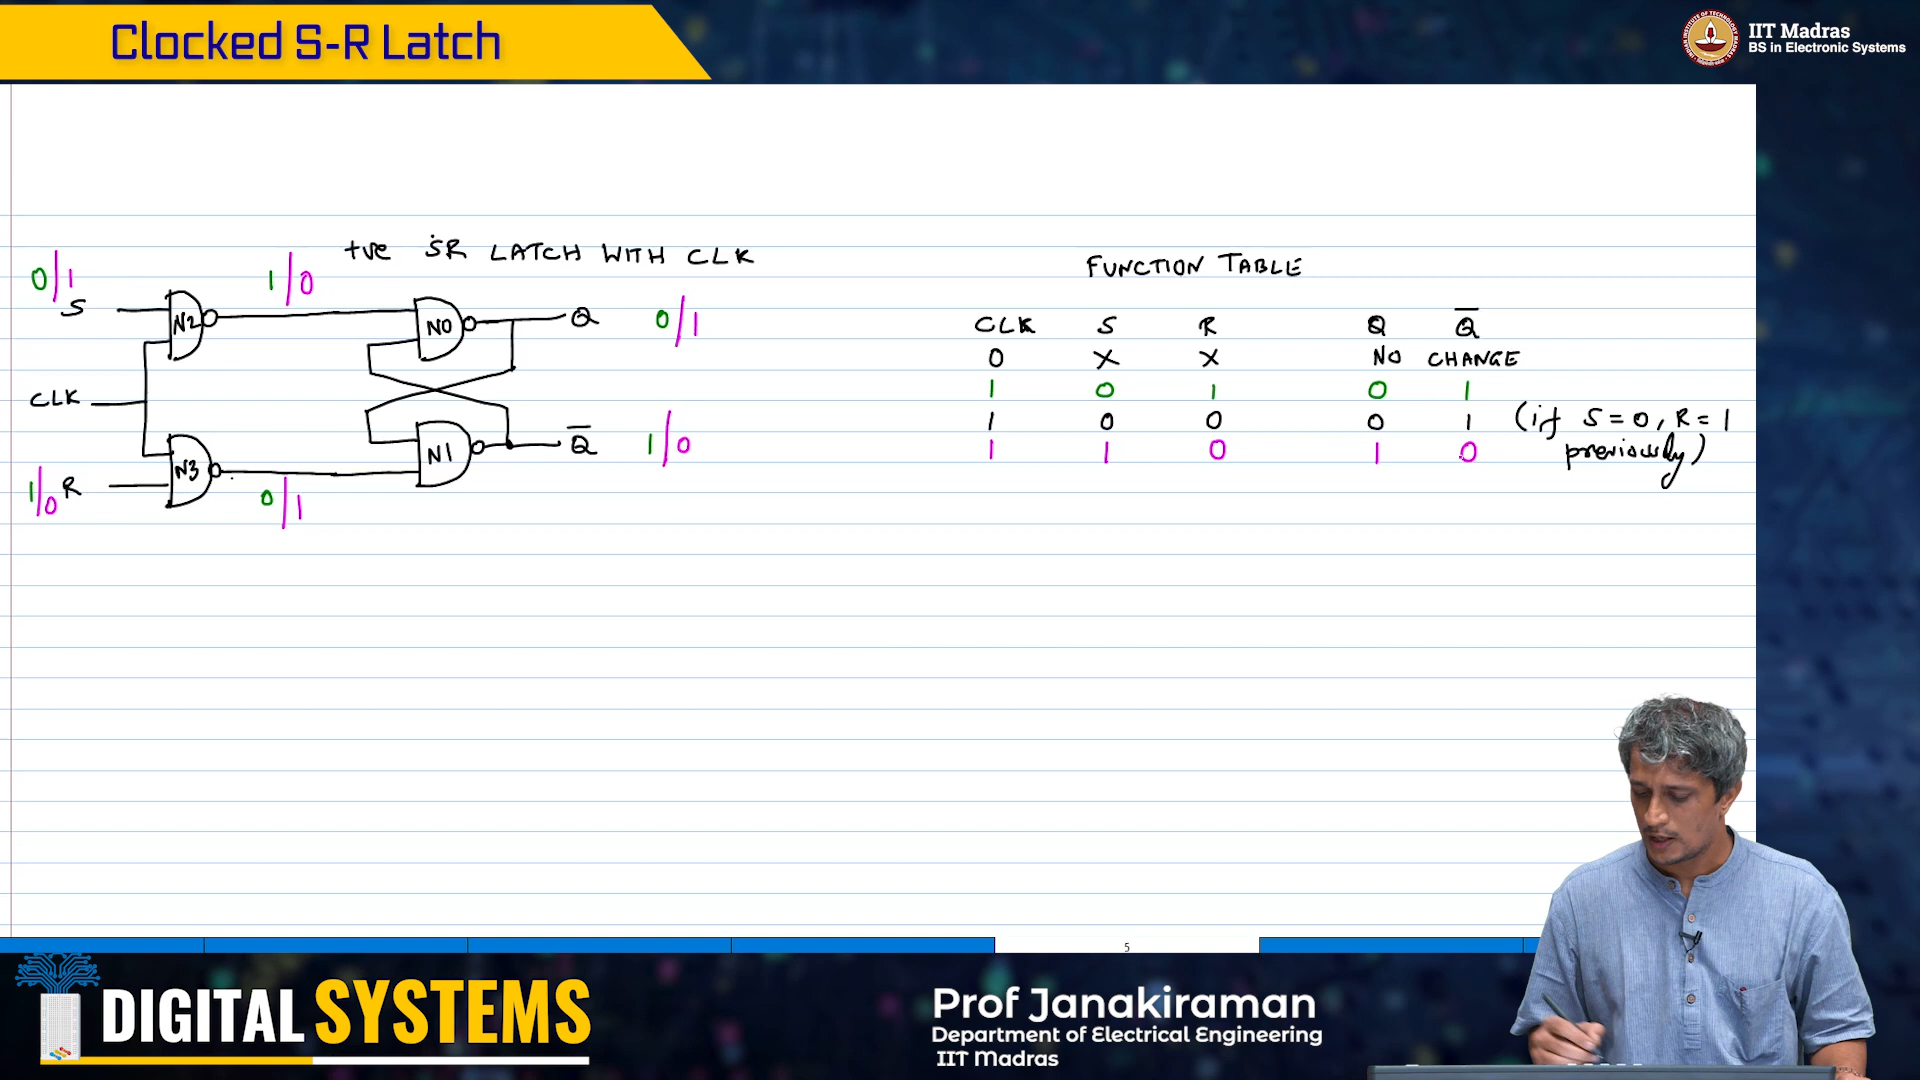 Clocked S-R Latch
IIT Madras
BS in Electronic Systems
+ve SR LATCH WITH CLK
0/1
S
1/0
N2
N0
Q
0/1
CLK
N3
N1
Q̅
1/0
1/0
R
0/1
FUNCTION TABLE
CLK S R Q Q̅
0 X X NO CHANGE
1 0 1 0 1
1 0 0 0 1 (if S=0, R=1
previously)
1 1 0 1 0
5
DIGITAL SYSTEMS
Prof Janakiraman
Department of Electrical Engineering
IIT Madras